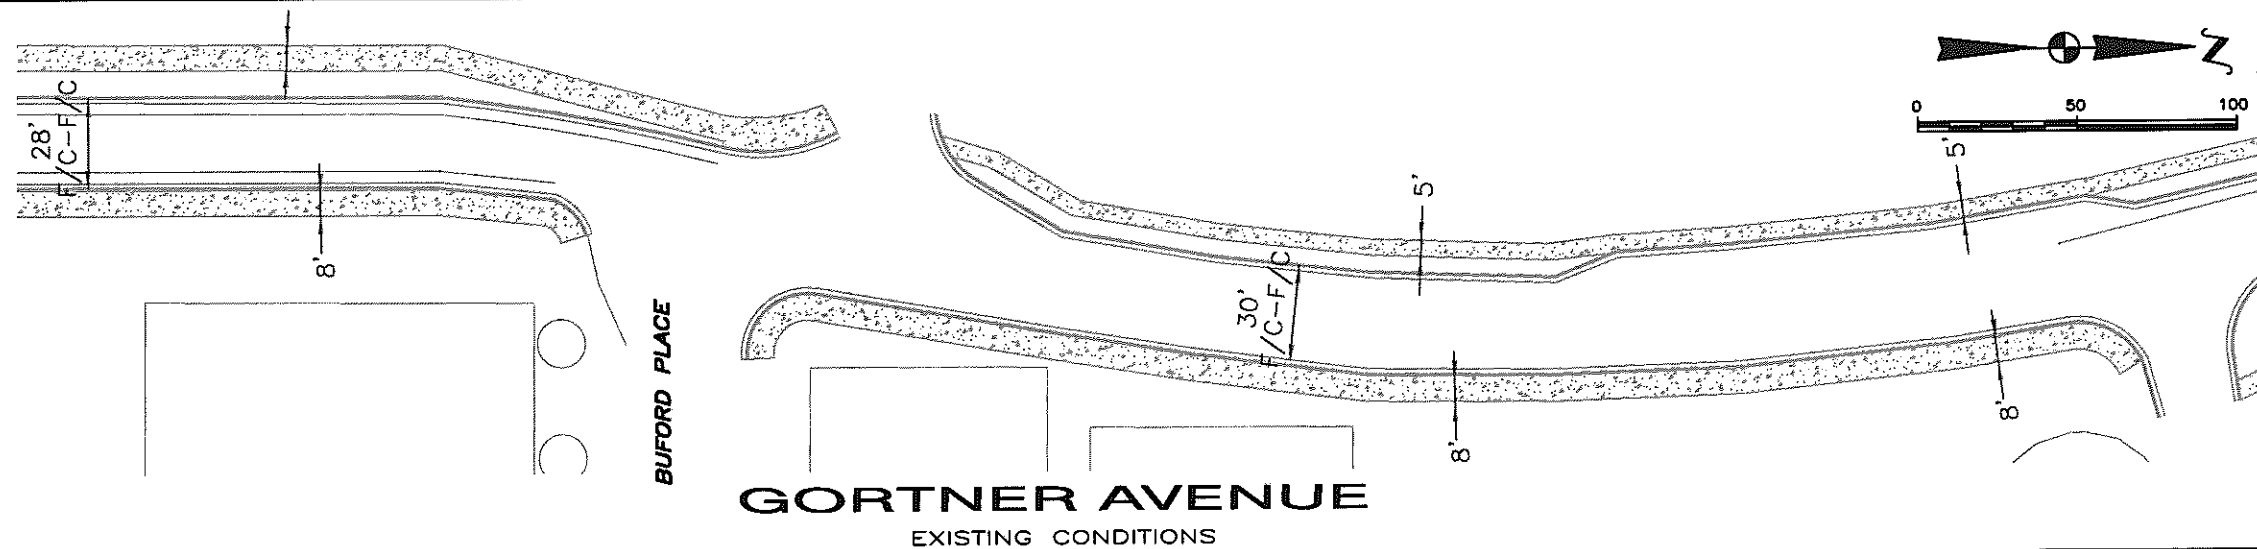 28'
F/C-F/C
8'
BUFORD PLACE
30'
F/C-F/C
5'
8'
5'
8'
Z
0 50 100
GORTNER AVENUE
EXISTING CONDITIONS